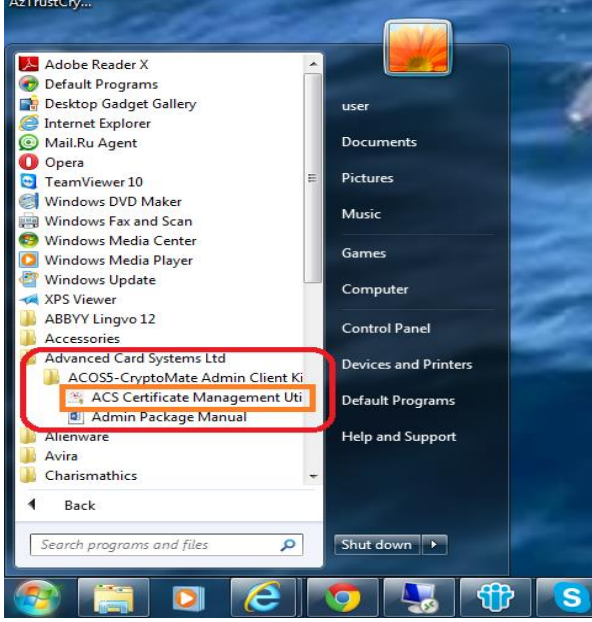 AzTrustCry...
Adobe Reader X
Default Programs
Desktop Gadget Gallery
Internet Explorer
Mail.Ru Agent
Opera
TeamViewer 10
Windows DVD Maker
Windows Fax and Scan
Windows Media Center
Windows Media Player
Windows Update
XPS Viewer
ABBYY Lingvo 12
Accessories
Advanced Card Systems Ltd
ACOS5-CryptoMate Admin Client Ki
ACS Certificate Management Uti
Admin Package Manual
Alienware
Avira
Charismathics
Back
Search programs and files
user
Documents
Pictures
Music
Games
Computer
Control Panel
Devices and Printers
Default Programs
Help and Support
Shut down